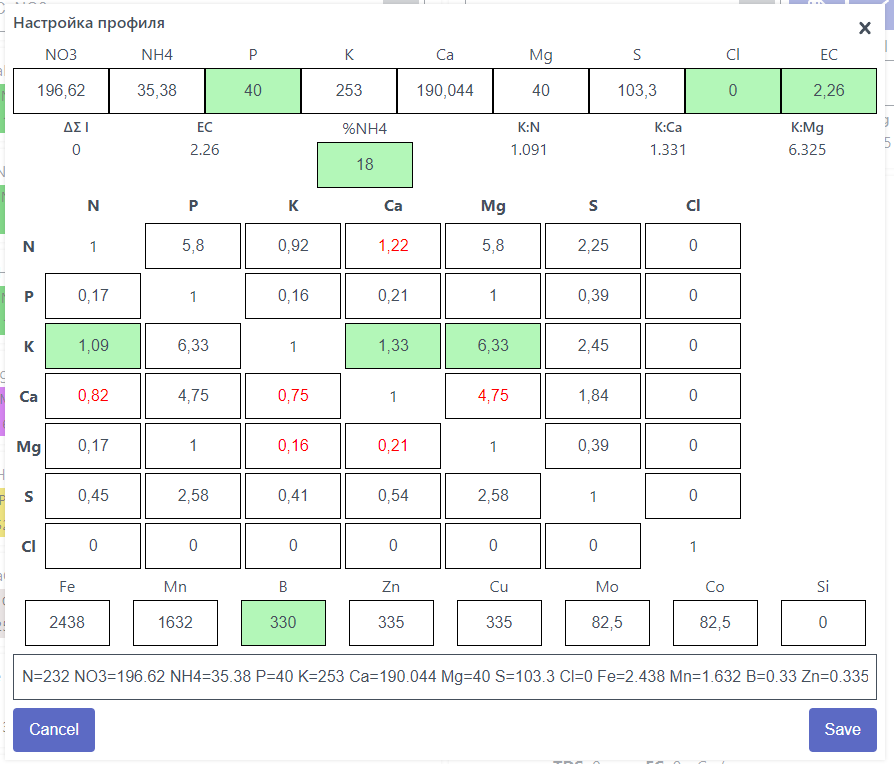 Настройка профиля
NO3 NH4 P K Ca Mg S Cl EC
196,62 35,38 40 253 190,044 40 103,3 0 2,26
ΔΣ I EC %NH4 K:N K:Ca K:Mg
0 2.26 18 1.091 1.331 6.325
N P K Ca Mg S Cl
N 1 5,8 0,92 1,22 5,8 2,25 0
P 0,17 1 0,16 0,21 1 0,39 0
K 1,09 6,33 1 1,33 6,33 2,45 0
Ca 0,82 4,75 0,75 1 4,75 1,84 0
Mg 0,17 1 0,16 0,21 1 0,39 0
S 0,45 2,58 0,41 0,54 2,58 1 0
Cl 0 0 0 0 0 0 1
Fe Mn B Zn Cu Mo Co Si
2438 1632 330 335 335 82,5 82,5 0
N=232 NO3=196.62 NH4=35.38 P=40 K=253 Ca=190.044 Mg=40 S=103.3 Cl=0 Fe=2.438 Mn=1.632 B=0.33 Zn=0.335
Cancel Save